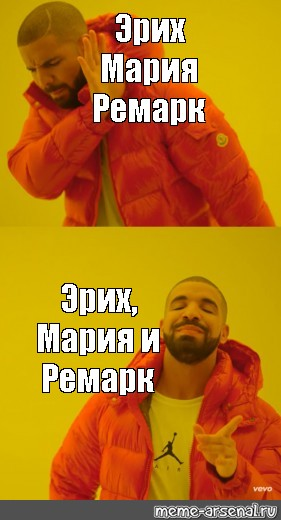 Эрих
Мария
Ремарк
Эрих,
Мария и
Ремарк
vevo
meme-arsenal.ru